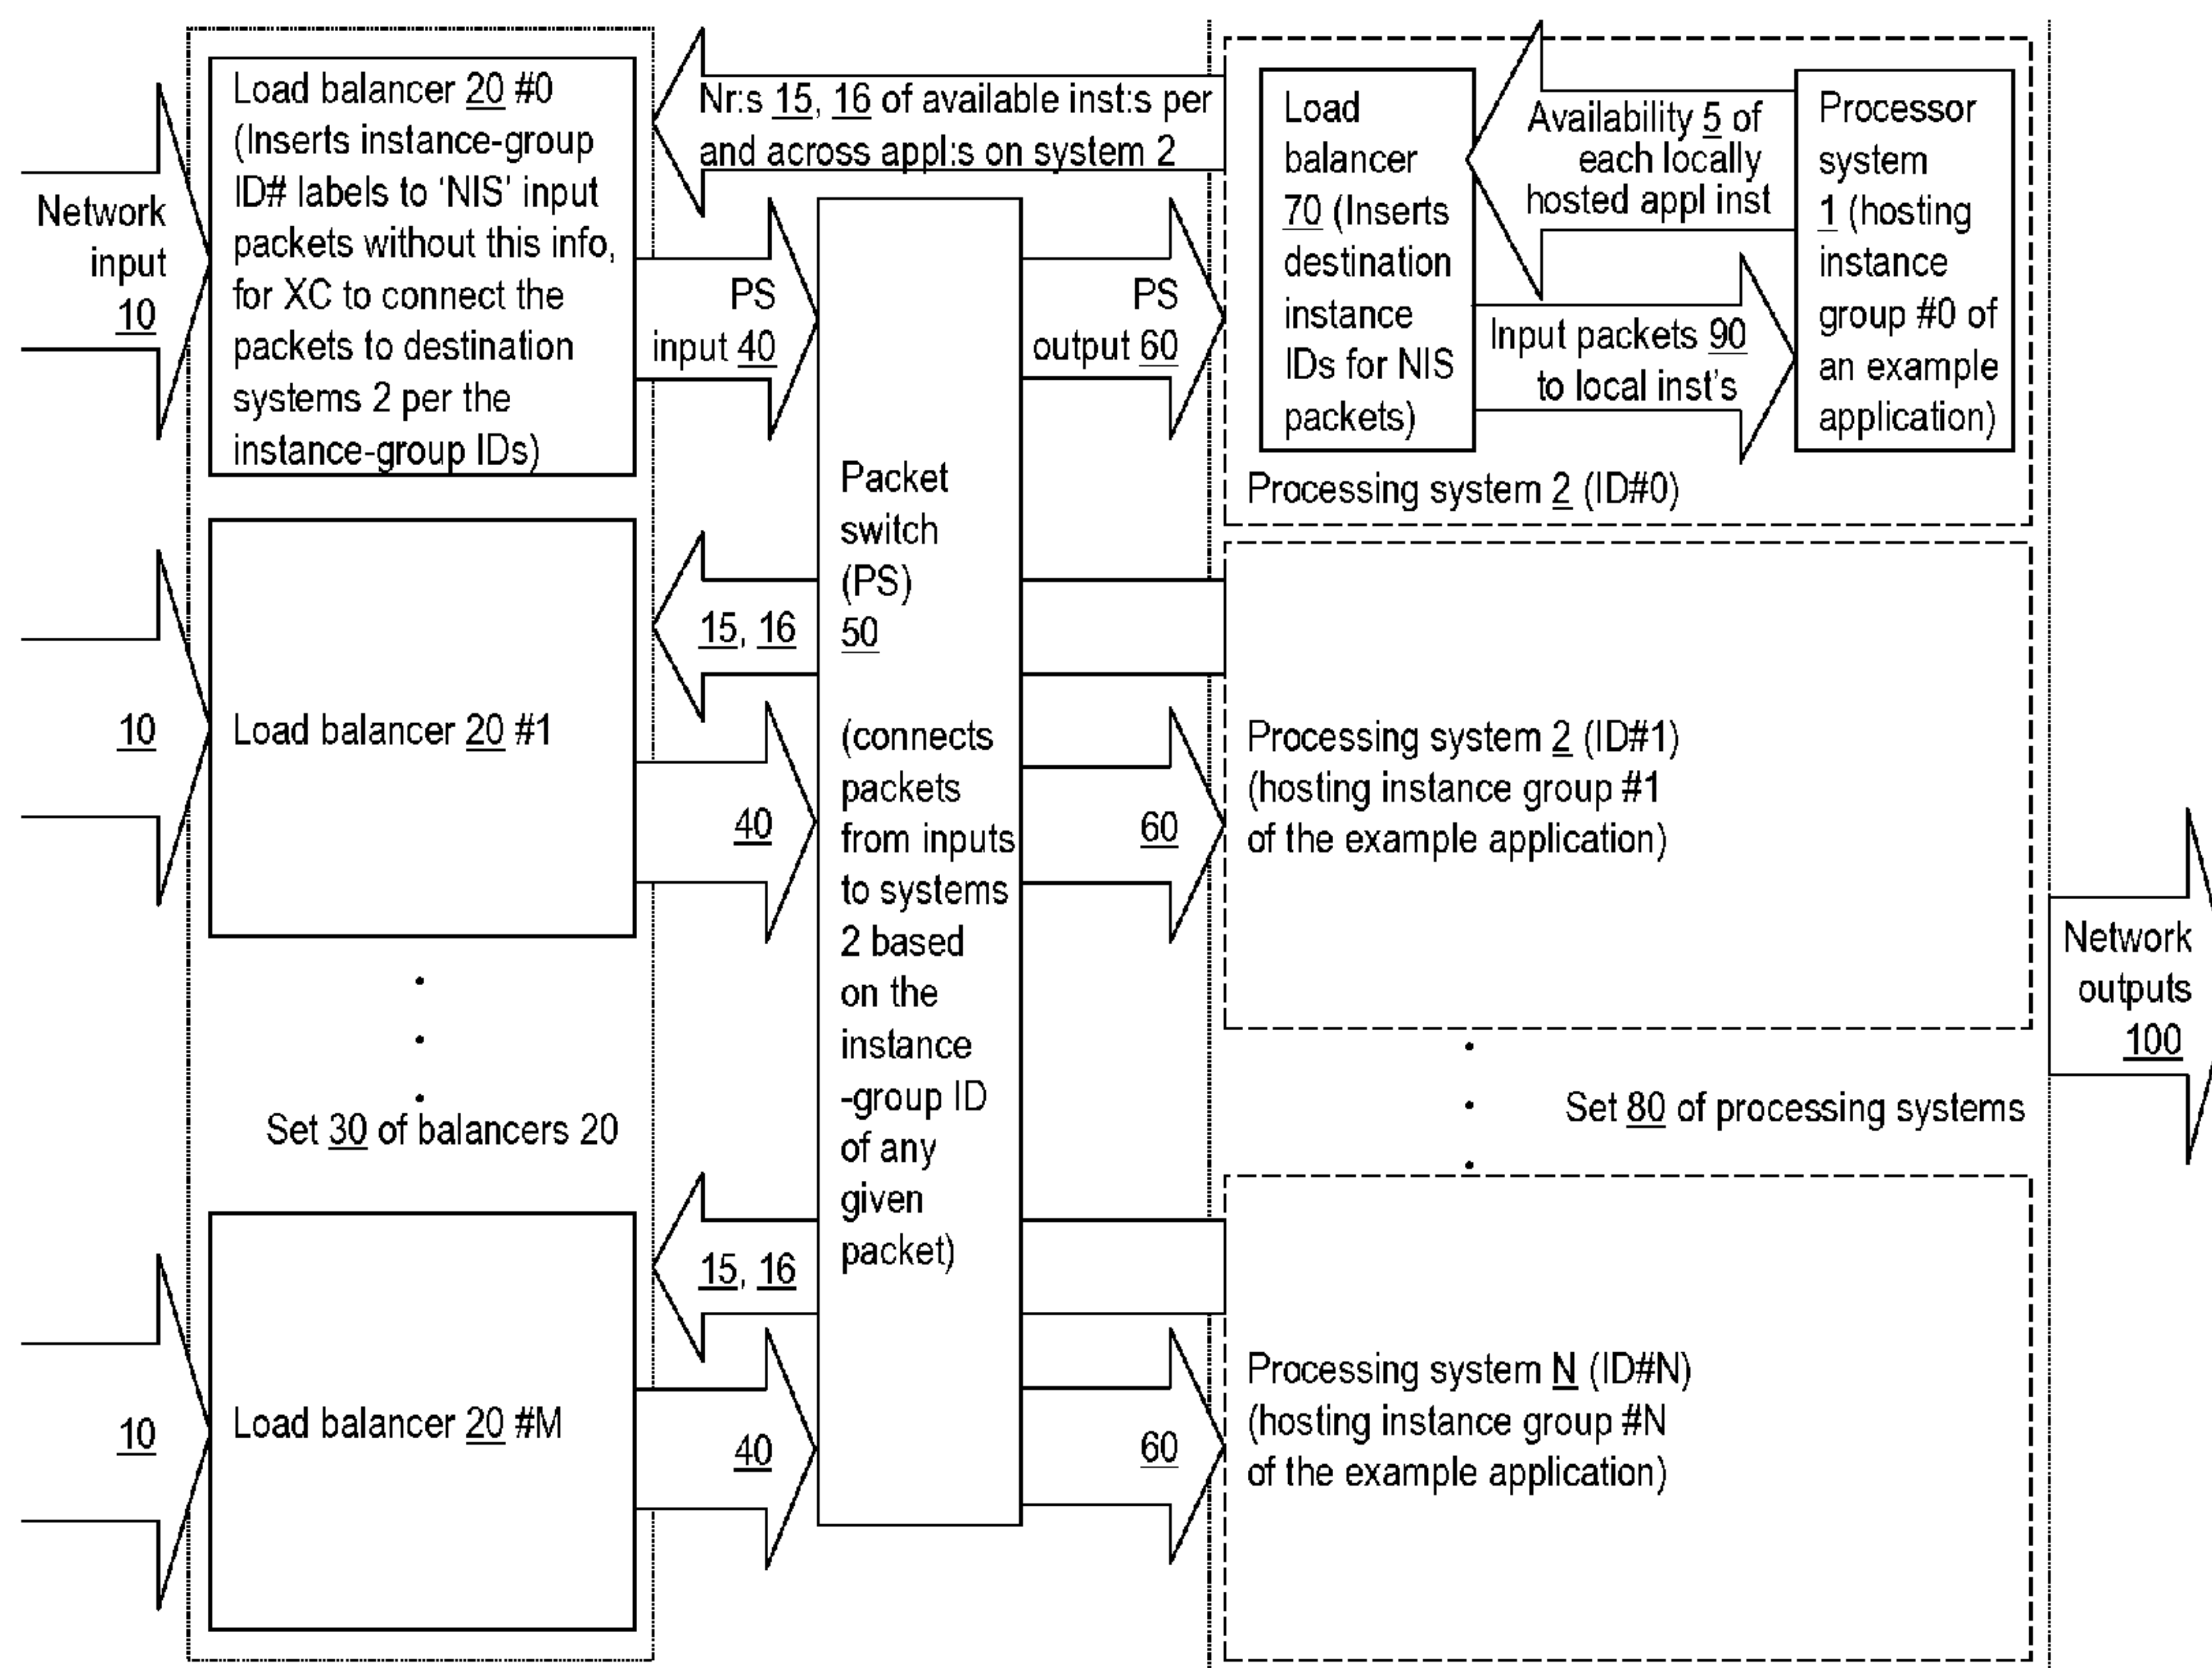 Network
input
10
Load balancer 20 #0
(Inserts instance-group
ID# labels to ‘NIS’ input
packets without this info,
for XC to connect the
packets to destination
systems 2 per the
instance-group IDs)
Nr:s 15, 16 of available inst:s per
and across appl:s on system 2
PS
input 40
PS
output 60
Load
balancer
70 (Inserts
destination
instance
IDs for NIS
packets)
Availability 5 of
each locally
hosted appl inst
Input packets 90
to local inst's
Processor
system
1 (hosting
instance
group #0 of
an example
application)
Processing system 2 (ID#0)
Packet
switch
(PS)
50
(connects
packets
from inputs
to systems
2 based
on the
instance
-group ID
of any
given
packet)
10
Load balancer 20 #1
15, 16
40
60
Processing system 2 (ID#1)
(hosting instance group #1
of the example application)
Set 30 of balancers 20
Set 80 of processing systems
Network
outputs
100
10
Load balancer 20 #M
15, 16
40
60
Processing system N (ID#N)
(hosting instance group #N
of the example application)